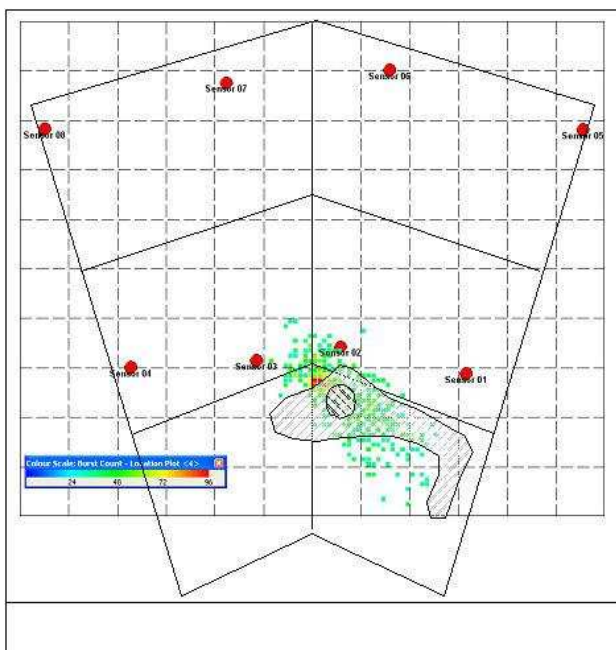 Sensor 06
Sensor 07
Sensor 08
Sensor 05
Sensor 02
Sensor 03
Sensor 04
Sensor 01
Colour Scale: Burst Count - Location Plot <4>
24 48 72 96